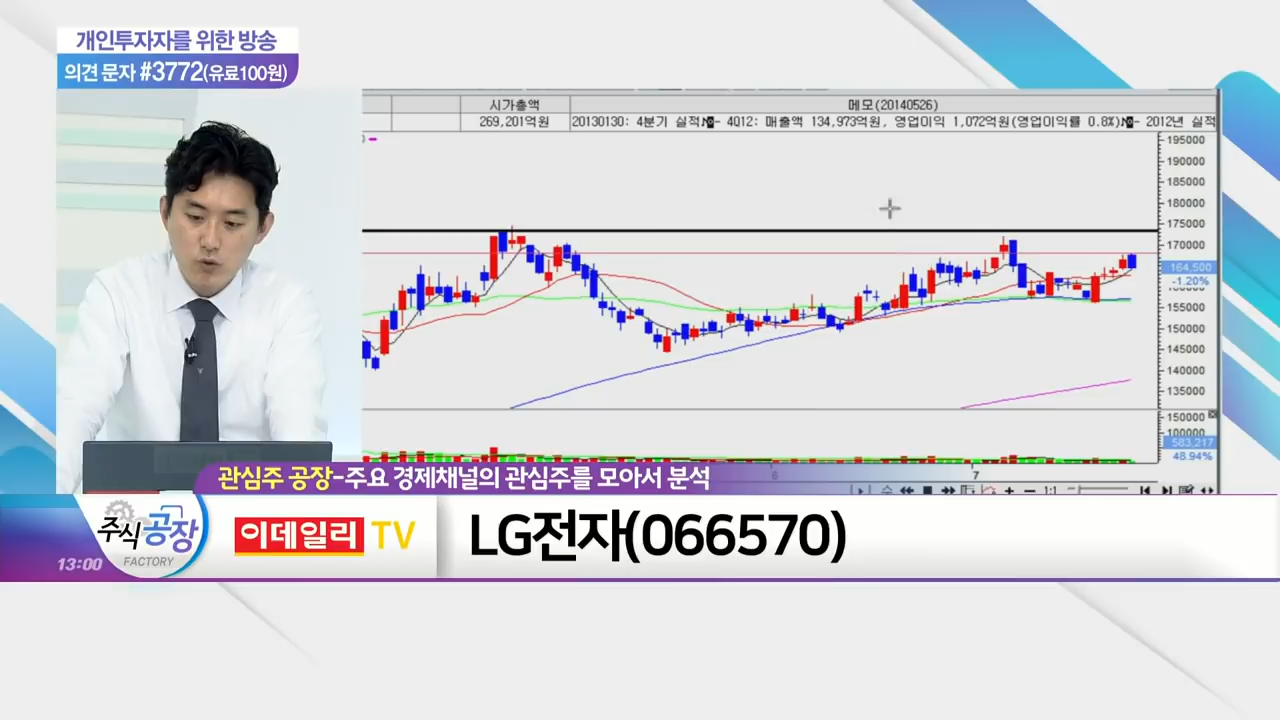 개인투자자를 위한 방송
의견 문자 #3772(유료100원)
시가총액
메모(20140526)
269,201억원
20130130: 4분기 실적
- 4Q12: 매출액 134,973억원, 영업이익 1,072억원(영업이익률 0.8%)
- 2012년 실적
195000
190000
185000
180000
175000
170000
164,500
-1.20%
155000
150000
145000
140000
135000
150000
100000
583,217
48.94%
6
7
1:1
관심주 공장-주요 경제채널의 관심주를 모아서 분석
주식공장
FACTORY
13:00
이데일리 TV
LG전자(066570)